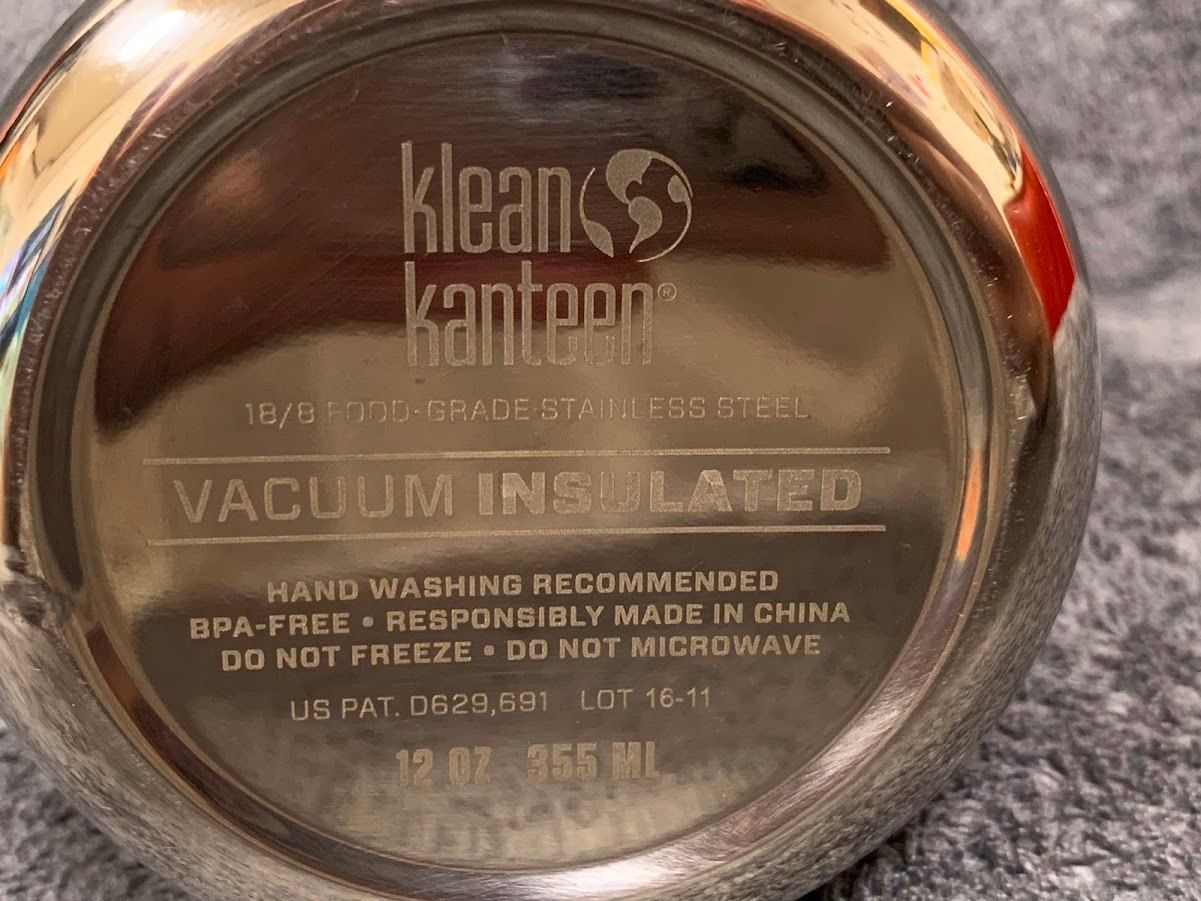 klean
kanteen®
18/8 FOOD-GRADE STAINLESS STEEL
VACUUM INSULATED
HAND WASHING RECOMMENDED
BPA-FREE • RESPONSIBLY MADE IN CHINA
DO NOT FREEZE • DO NOT MICROWAVE
US PAT. D629,691 LOT 16-11
12 OZ 355 ML